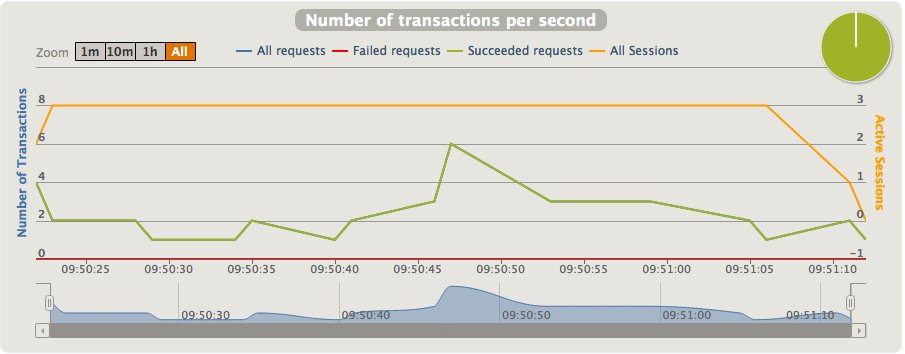 Number of transactions per second
Zoom 1m 10m 1h All
All requests Failed requests Succeeded requests All Sessions
Number of Transactions
8
6
4
2
0
3
2
1
0
−1
Active Sessions
09:50:25 09:50:30 09:50:35 09:50:40 09:50:45 09:50:50 09:50:55 09:51:00 09:51:05 09:51:10
09:50:30 09:50:40 09:50:50 09:51:00 09:51:10